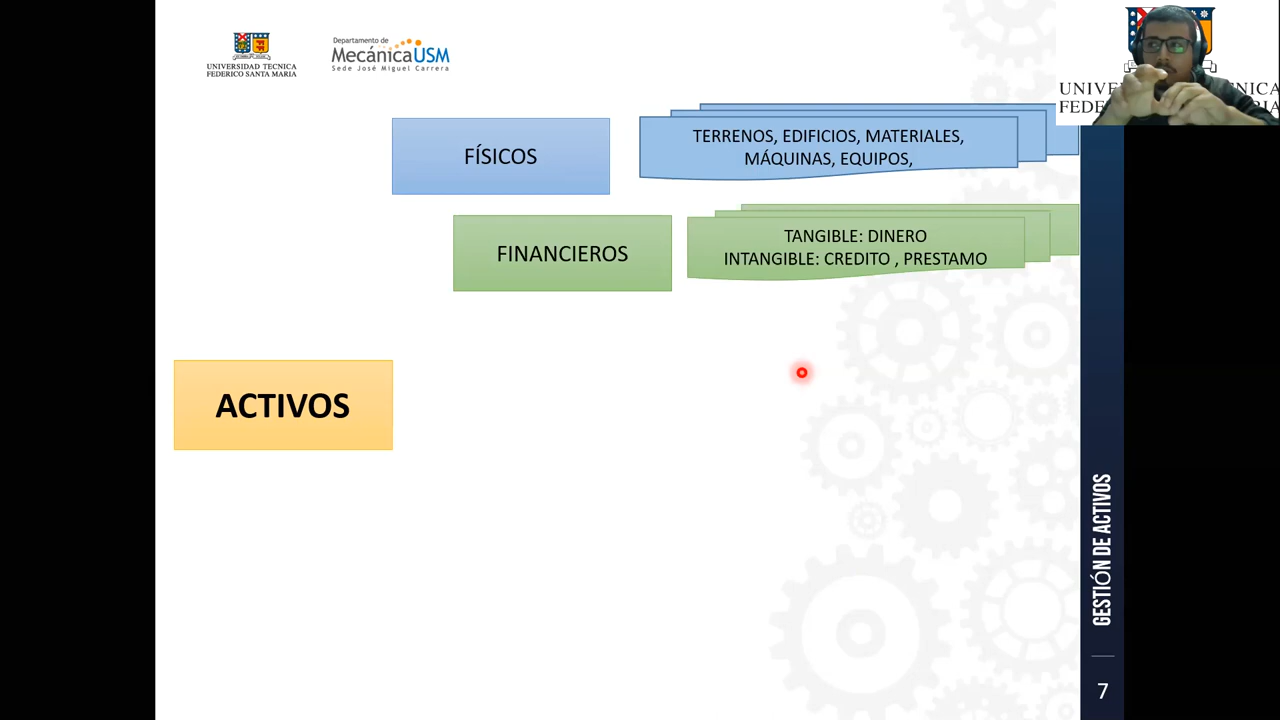 UNIVERSIDAD TECNICA
FEDERICO SANTA MARIA
Departamento de
MecánicaUSM
Sede José Miguel Carrera
FÍSICOS
TERRENOS, EDIFICIOS, MATERIALES,
MÁQUINAS, EQUIPOS,
FINANCIEROS
TANGIBLE: DINERO
INTANGIBLE: CREDITO , PRESTAMO
ACTIVOS
GESTIÓN DE ACTIVOS
7